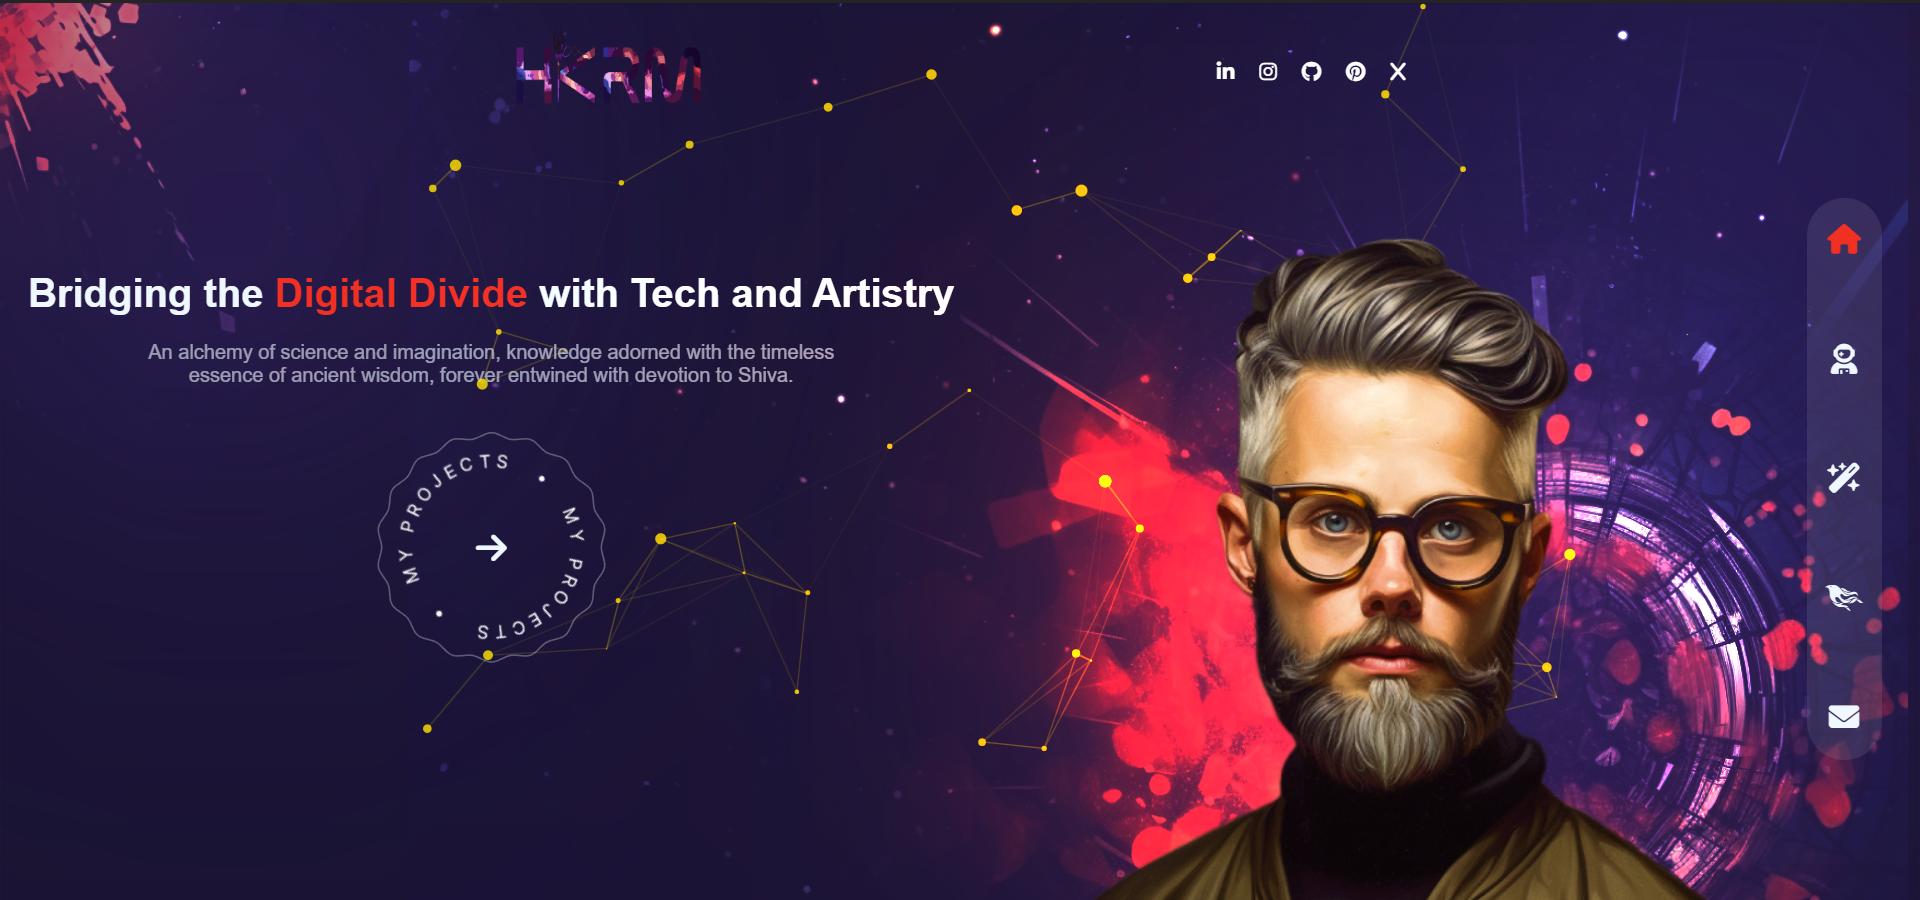 HKRM
Bridging the Digital Divide with Tech and Artistry
An alchemy of science and imagination, knowledge adorned with the timeless
essence of ancient wisdom, forever entwined with devotion to Shiva.
MY PROJECTS
MY PROJECTS